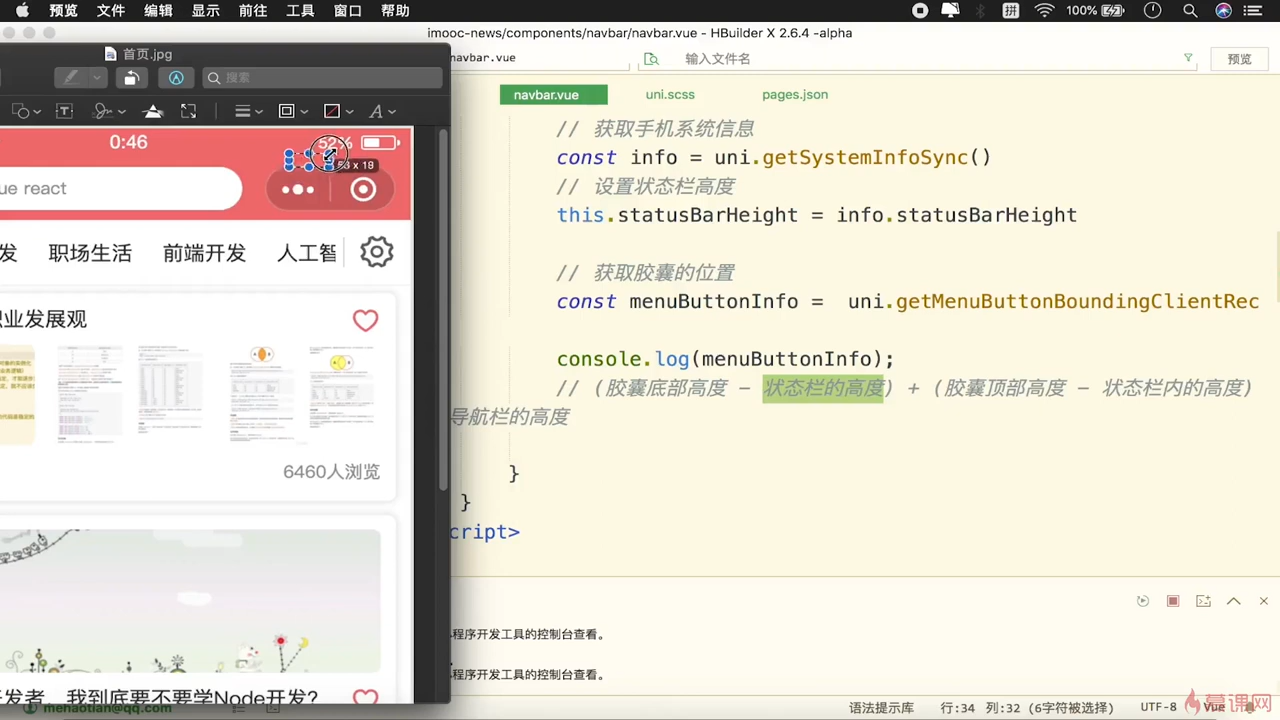 预览 文件 编辑 显示 前往 工具 窗口 帮助
拼
100%
imooc-news/components/navbar/navbar.vue - HBuilder X 2.6.4 -alpha
首页.jpg
navbar.vue
输入文件名
预览
搜索
navbar.vue
uni.scss
pages.json
A
0:46
52%
x 19
ue react
发 职场生活 前端开发 人工智
业发展观
6460人浏览
发者，我到底要不要学Node开发?
// 获取手机系统信息
const info = uni.getSystemInfoSync()
// 设置状态栏高度
this.statusBarHeight = info.statusBarHeight
// 获取胶囊的位置
const menuButtonInfo = uni.getMenuButtonBoundingClientRec
console.log(menuButtonInfo);
// (胶囊底部高度 - 状态栏的高度) + (胶囊顶部高度 - 状态栏内的高度)
导航栏的高度
}
}
cript>
程序开发工具的控制台查看。
程序开发工具的控制台查看。
mehaotian@qq.com
语法提示库
行:34 列:32 (6字符被选择)
UTF-8
Vue
慕课网